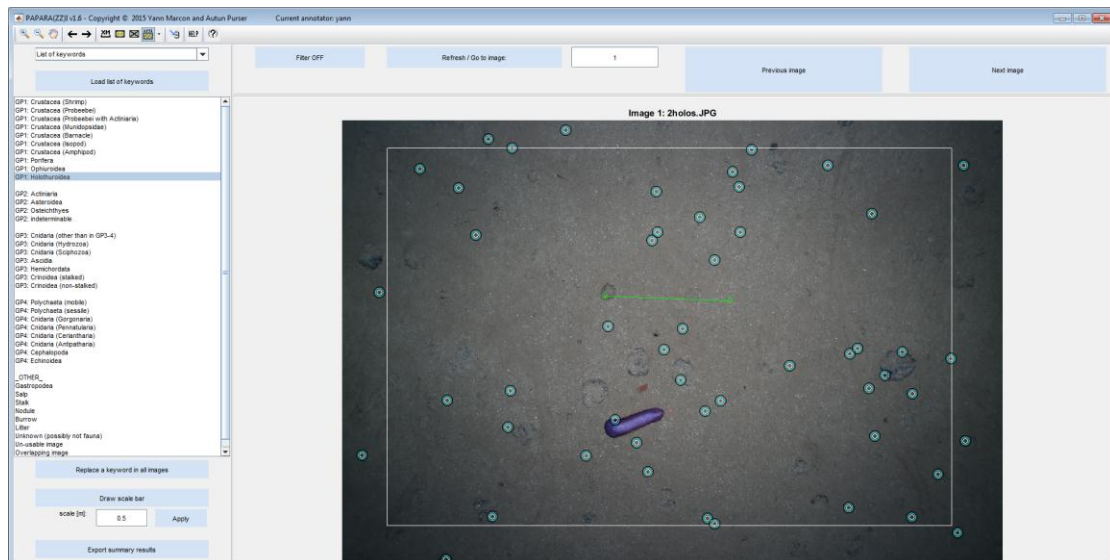 PAPARA(ZZ)I v1.6 - Copyright © 2015 Yann Marcon and Autun Purser Current annotator: yann
HELP
List of keywords
Filter OFF
Refresh / Go to image:
1
Previous image
Next image
Load list of keywords
Image 1: 2holos.JPG
GP1: Crustacea (Shrimp)
GP1: Crustacea (Probeebei)
GP1: Crustacea (Probeebei with Actiniaria)
GP1: Crustacea (Munidopsidae)
GP1: Crustacea (Barnacle)
GP1: Crustacea (Isopod)
GP1: Crustacea (Amphipod)
GP1: Porifera
GP1: Ophiuroidea
GP1: Holothuroidea
GP2: Actiniaria
GP2: Asteroidea
GP2: Osteichthyes
GP2: indeterminable
GP3: Cnidaria (other than in GP3-4)
GP3: Cnidaria (Hydrozoa)
GP3: Cnidaria (Sciphozoa)
GP3: Ascidia
GP3: Hemichordata
GP3: Crinoidea (stalked)
GP3: Crinoidea (non-stalked)
GP4: Polychaeta (mobile)
GP4: Polychaeta (sessile)
GP4: Cnidaria (Gorgonaria)
GP4: Cnidaria (Pennatularia)
GP4: Cnidaria (Ceriantharia)
GP4: Cnidaria (Antipatharia)
GP4: Cephalopoda
GP4: Echinoidea
_OTHER_
Gastropodea
Salp
Stalk
Nodule
Burrow
Litter
Unknown (possibly not fauna)
Un-usable image
Overlapping image
Replace a keyword in all images
Draw scale bar
scale [m]:
0.5
Apply
Export summary results